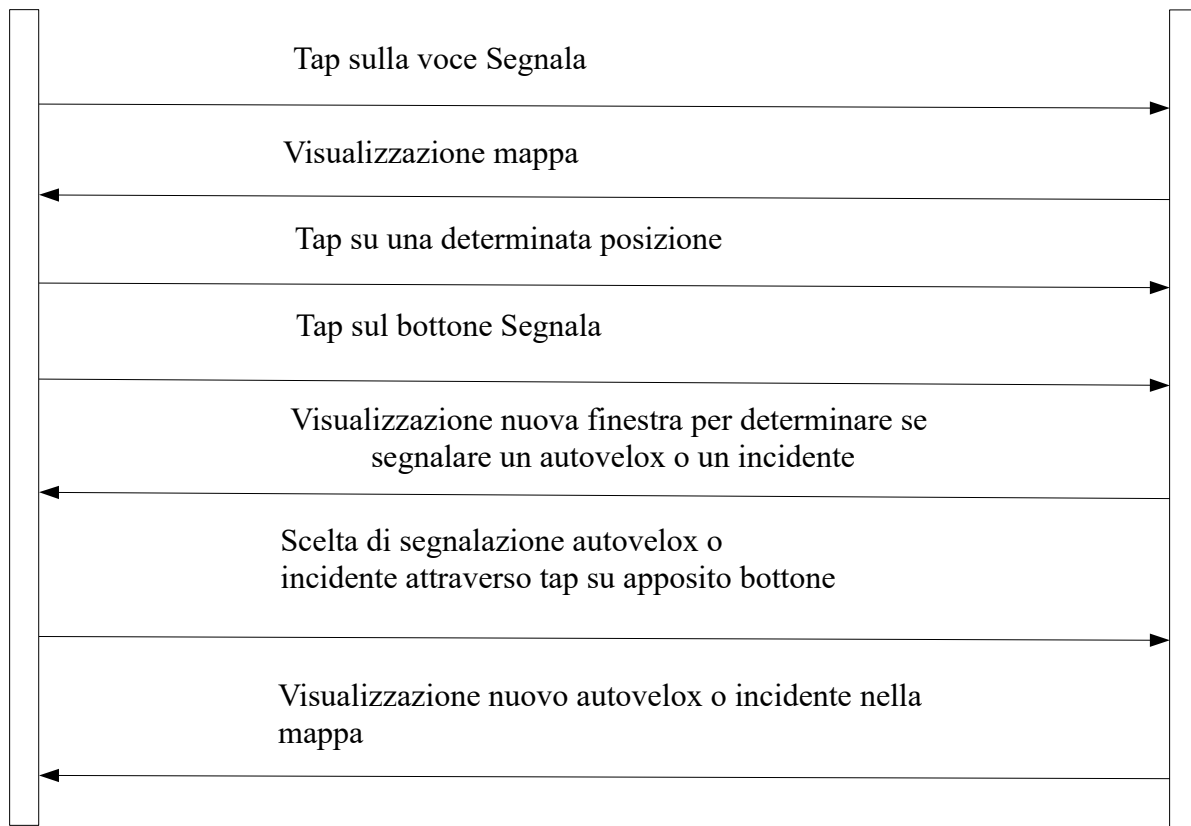 Tap sulla voce Segnala
Visualizzazione mappa
Tap su una determinata posizione
Tap sul bottone Segnala
Visualizzazione nuova finestra per determinare se
segnalare un autovelox o un incidente
Scelta di segnalazione autovelox o
incidente attraverso tap su apposito bottone
Visualizzazione nuovo autovelox o incidente nella
mappa